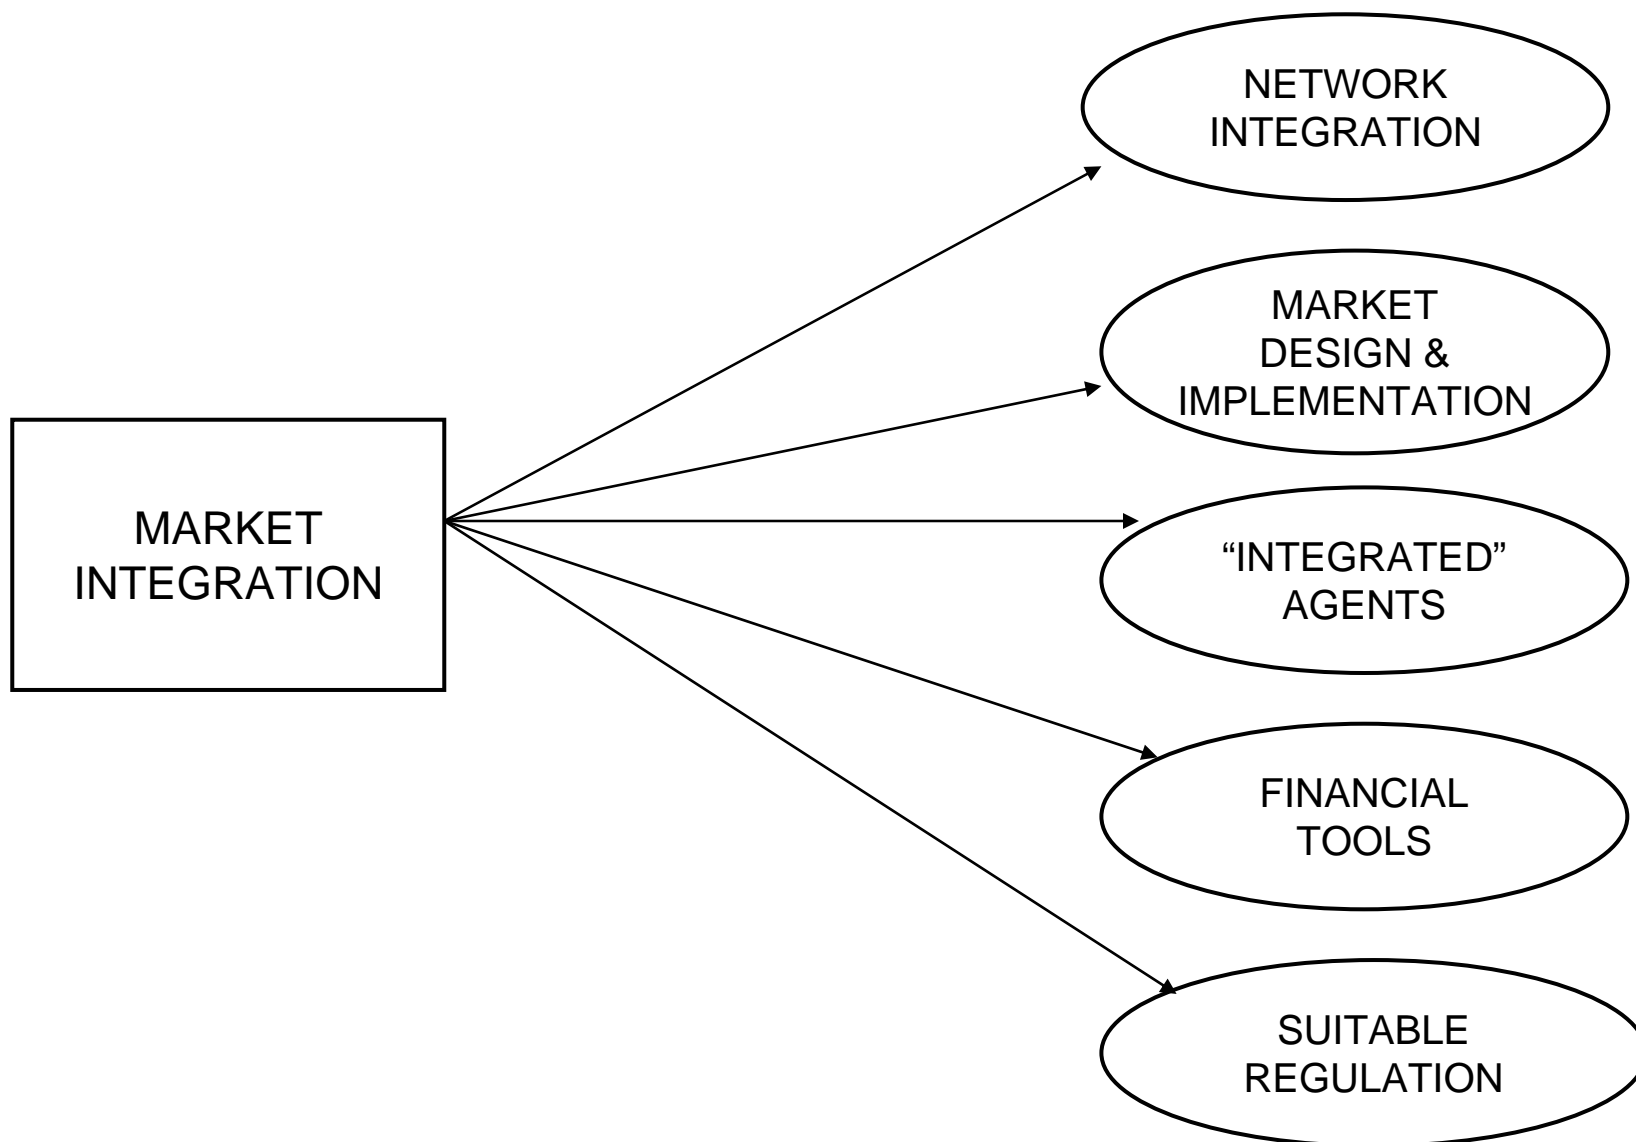 NETWORK
INTEGRATION
MARKET
DESIGN &
IMPLEMENTATION
MARKET
INTEGRATION
“INTEGRATED”
AGENTS
FINANCIAL
TOOLS
SUITABLE
REGULATION